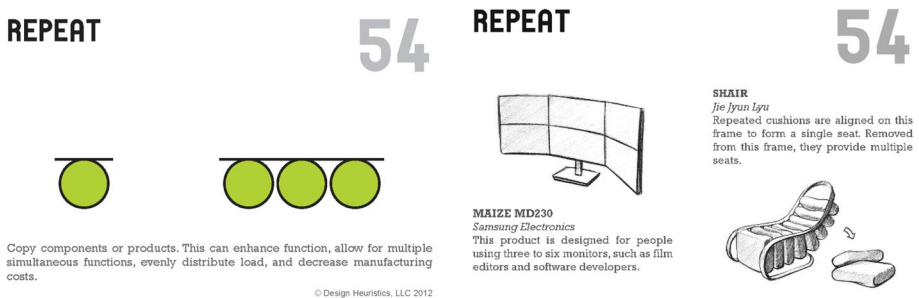 REPEAT
54
Copy components or products. This can enhance function, allow for multiple
simultaneous functions, evenly distribute load, and decrease manufacturing
costs.
© Design Heuristics, LLC 2012
REPEAT
54
MAIZE MD230
Samsung Electronics
This product is designed for people
using three to six monitors, such as film
editors and software developers.
SHAIR
Jie Jyun Lyu
Repeated cushions are aligned on this
frame to form a single seat. Removed
from this frame, they provide multiple
seats.